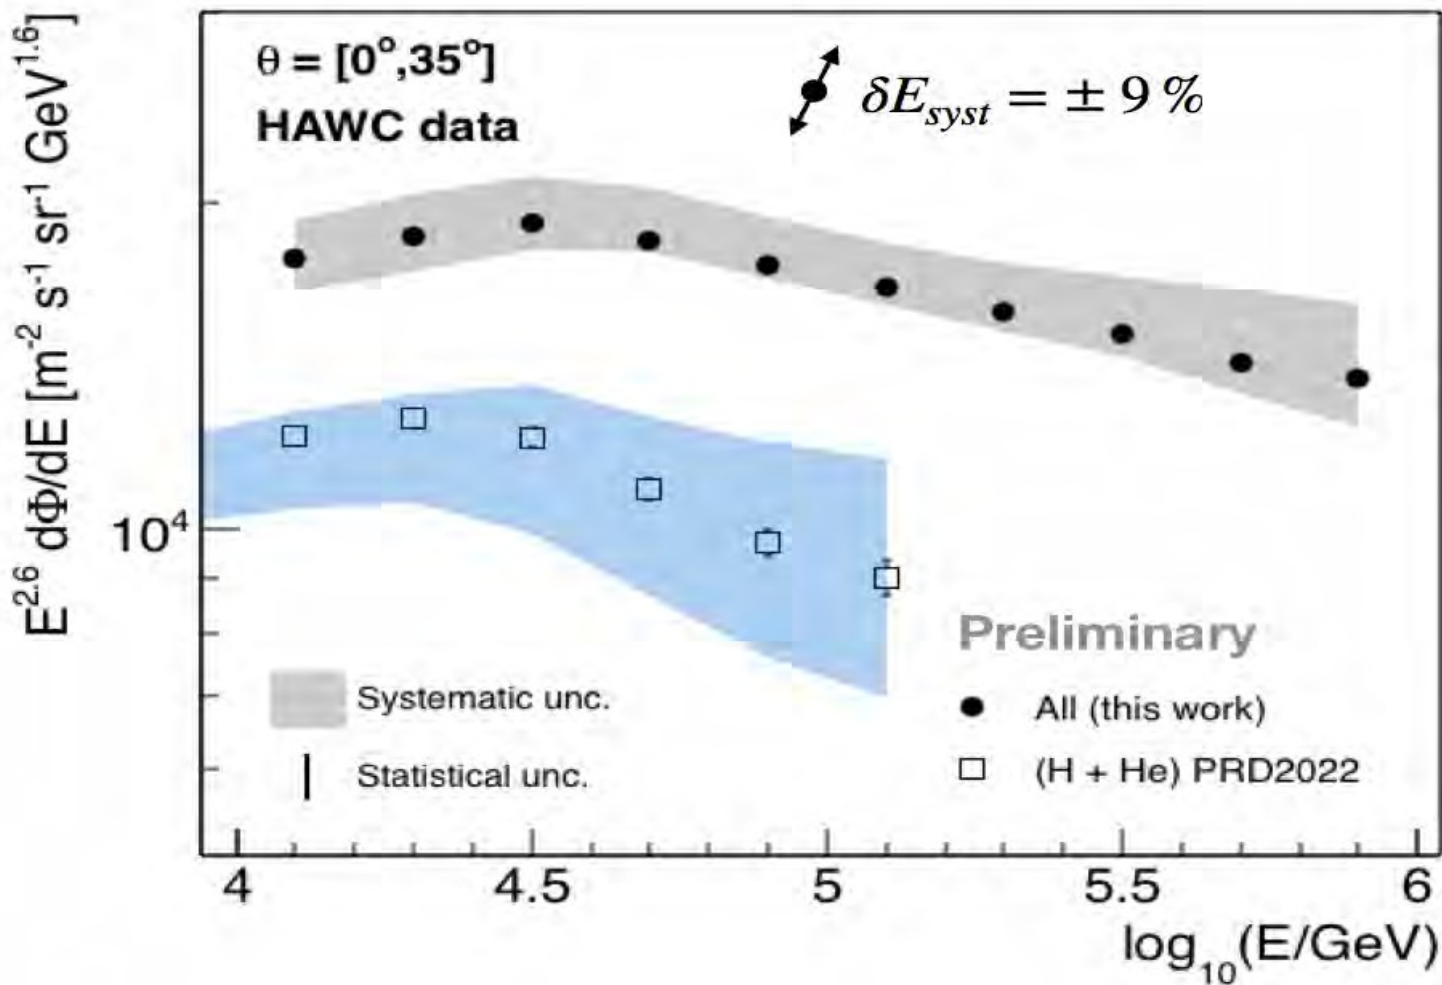 E^2.6 dΦ/dE [m^-2 s^-1 sr^-1 GeV^1.6]
θ = [0°,35°]
HAWC data
δE_syst = ± 9 %
10^4
Preliminary
Systematic unc.
All (this work)
Statistical unc.
(H + He) PRD2022
4 4.5 5 5.5 6
log_10(E/GeV)